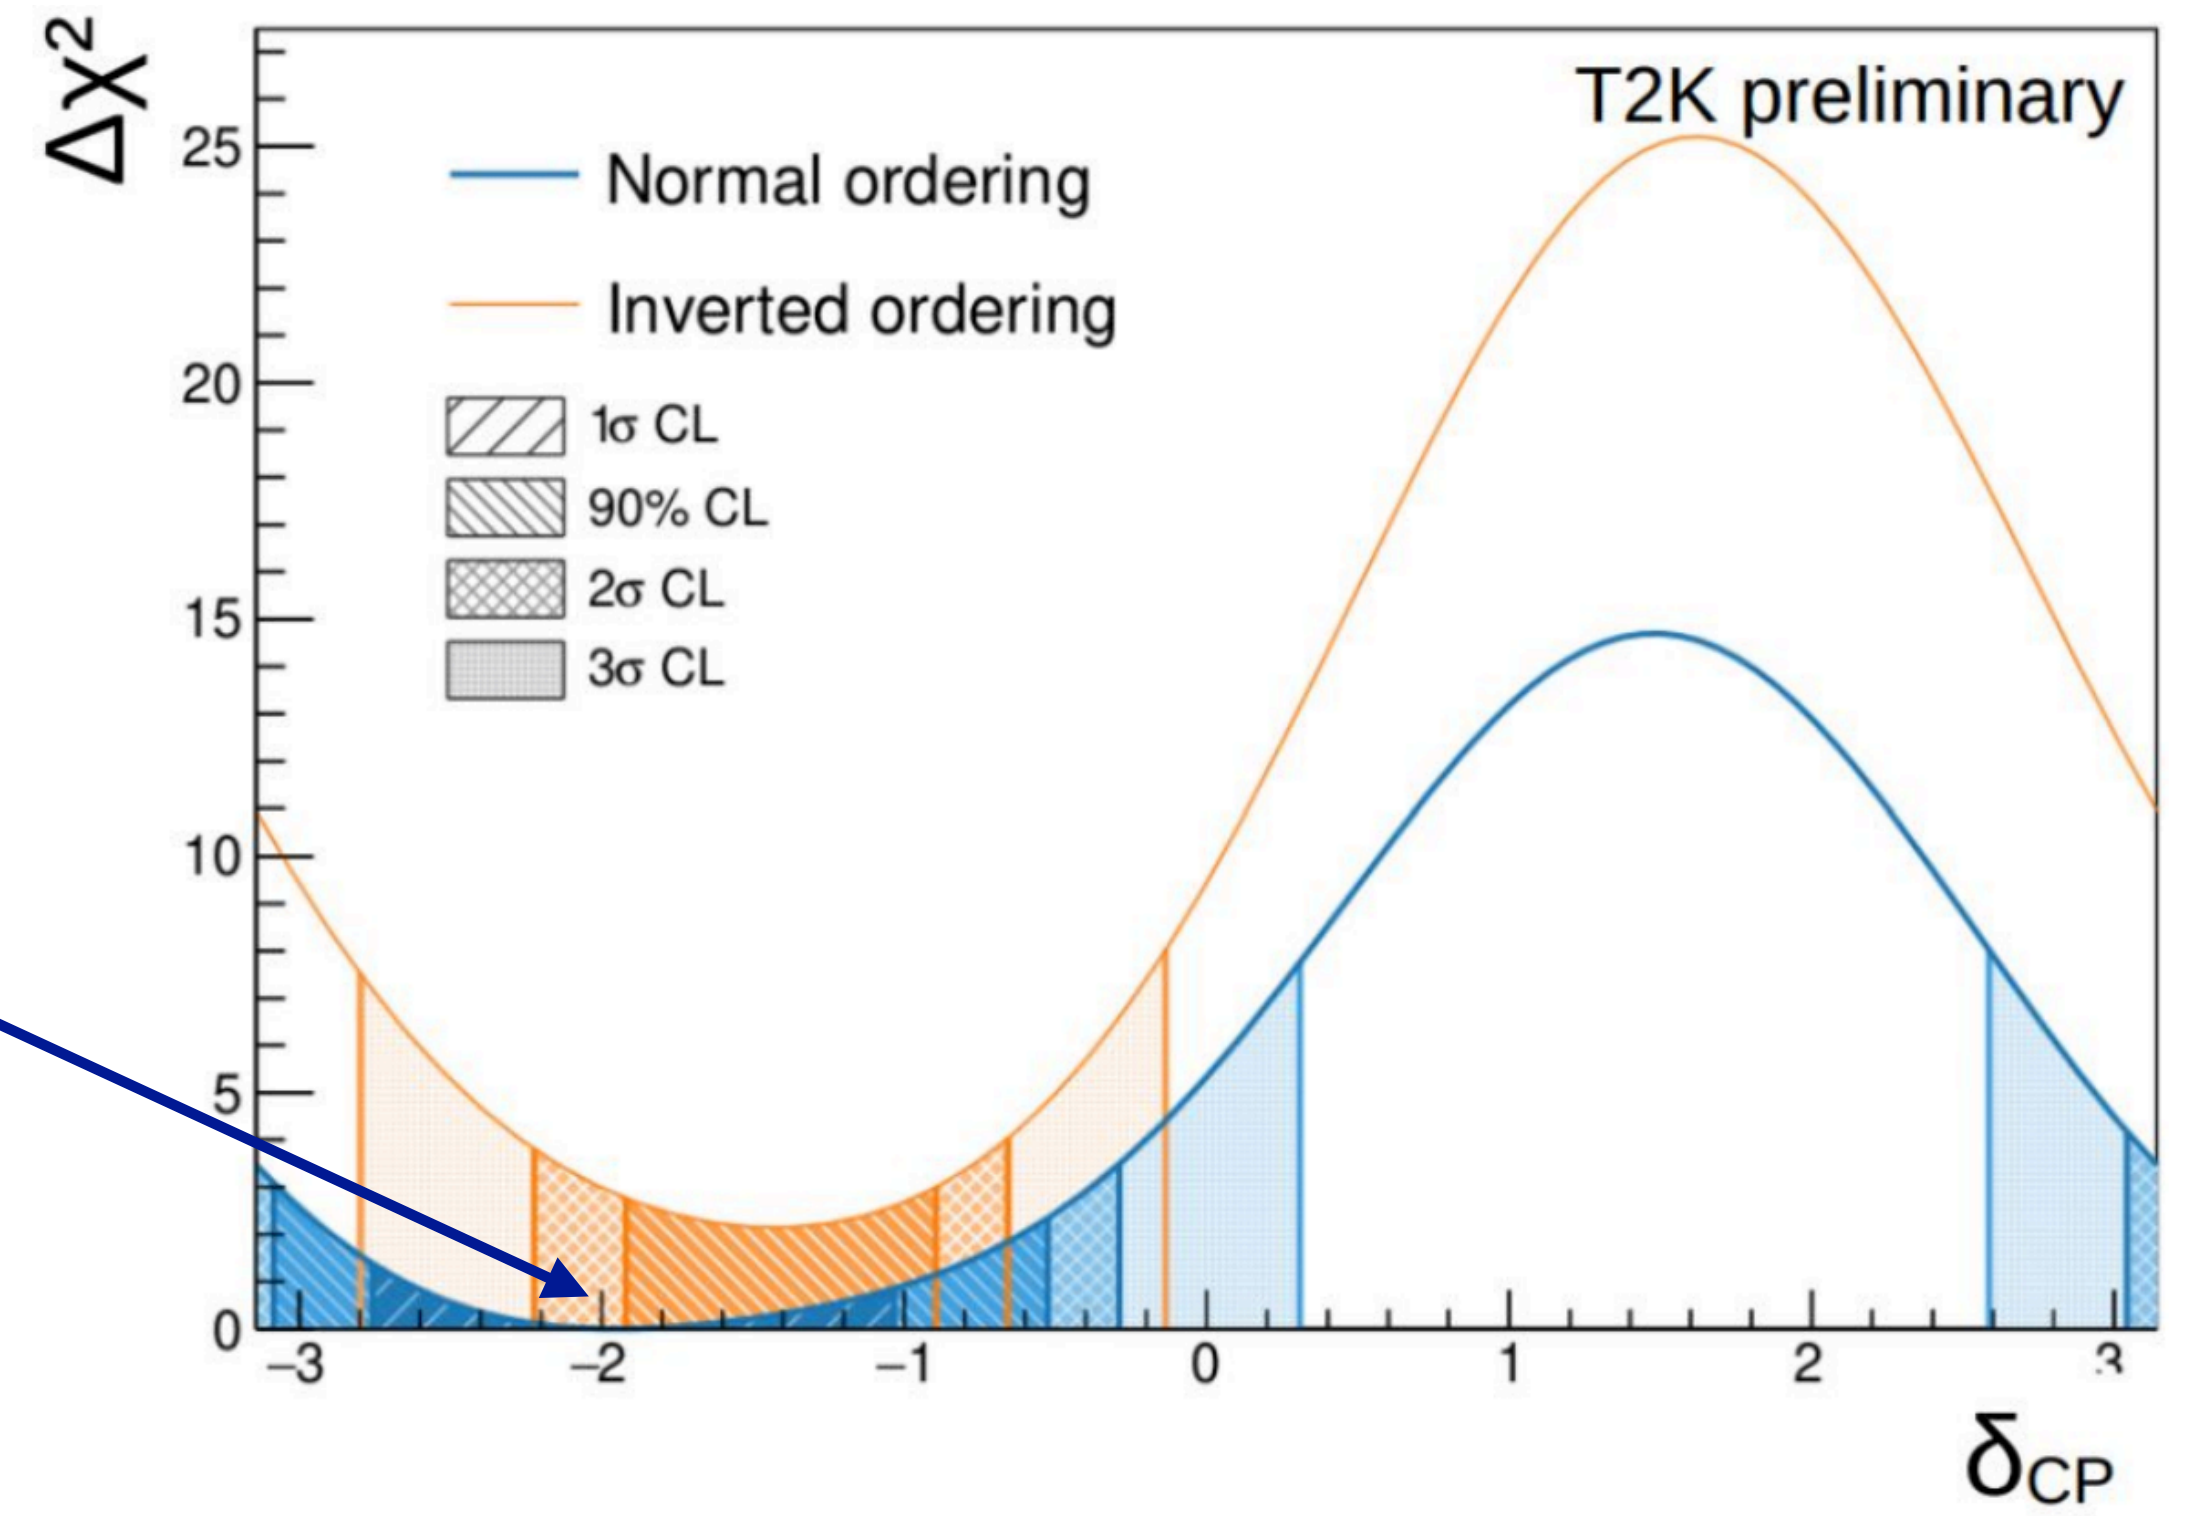 Δχ²
T2K preliminary
Normal ordering
Inverted ordering
1σ CL
90% CL
2σ CL
3σ CL
25
20
15
10
5
0
−3
−2
−1
0
1
2
3
δCP